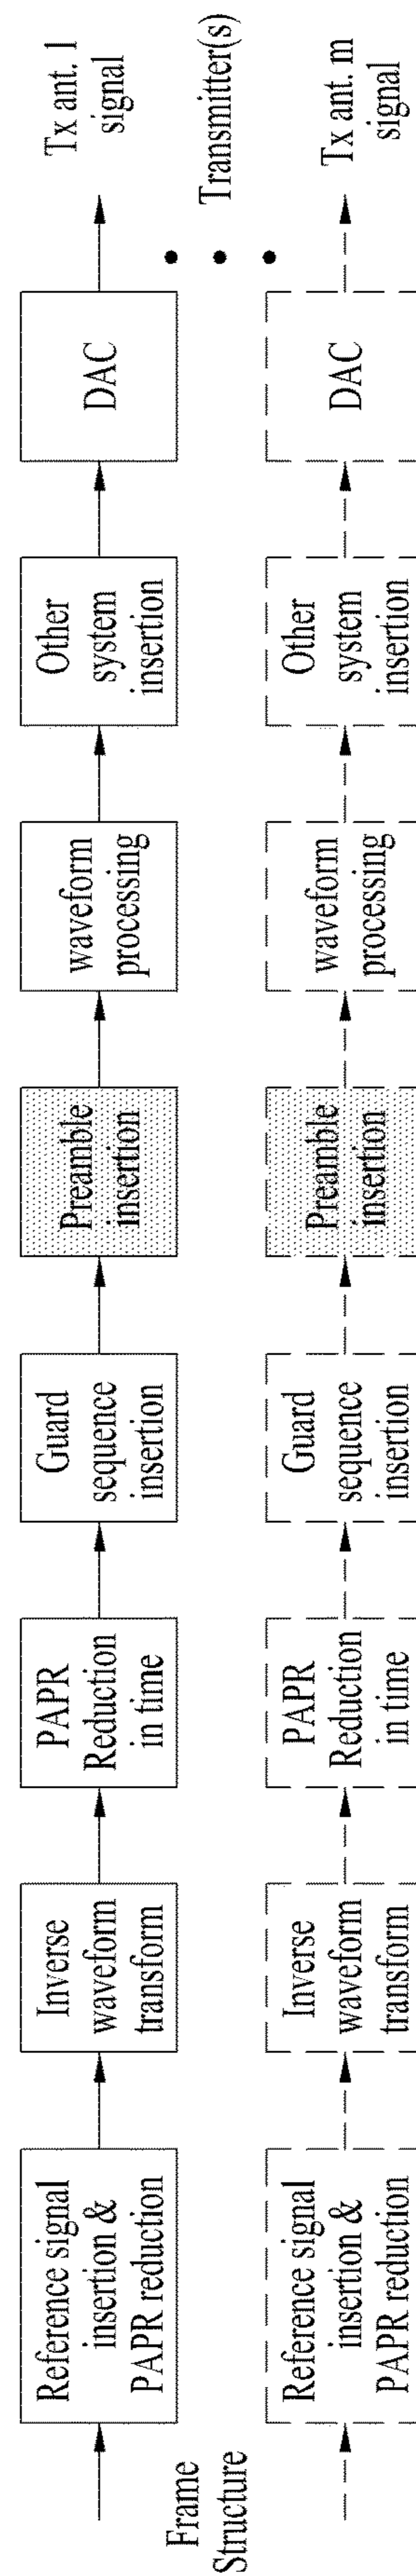 Frame
Structure
Reference signal
insertion &
PAPR reduction
Inverse
waveform
transform
PAPR
Reduction
in time
Guard
sequence
insertion
Preamble
insertion
waveform
processing
Other
system
insertion
DAC
Tx ant. 1
signal
Transmitter(s)
Reference signal
insertion &
PAPR reduction
Inverse
waveform
transform
PAPR
Reduction
in time
Guard
sequence
insertion
Preamble
insertion
waveform
processing
Other
system
insertion
DAC
Tx ant. m
signal